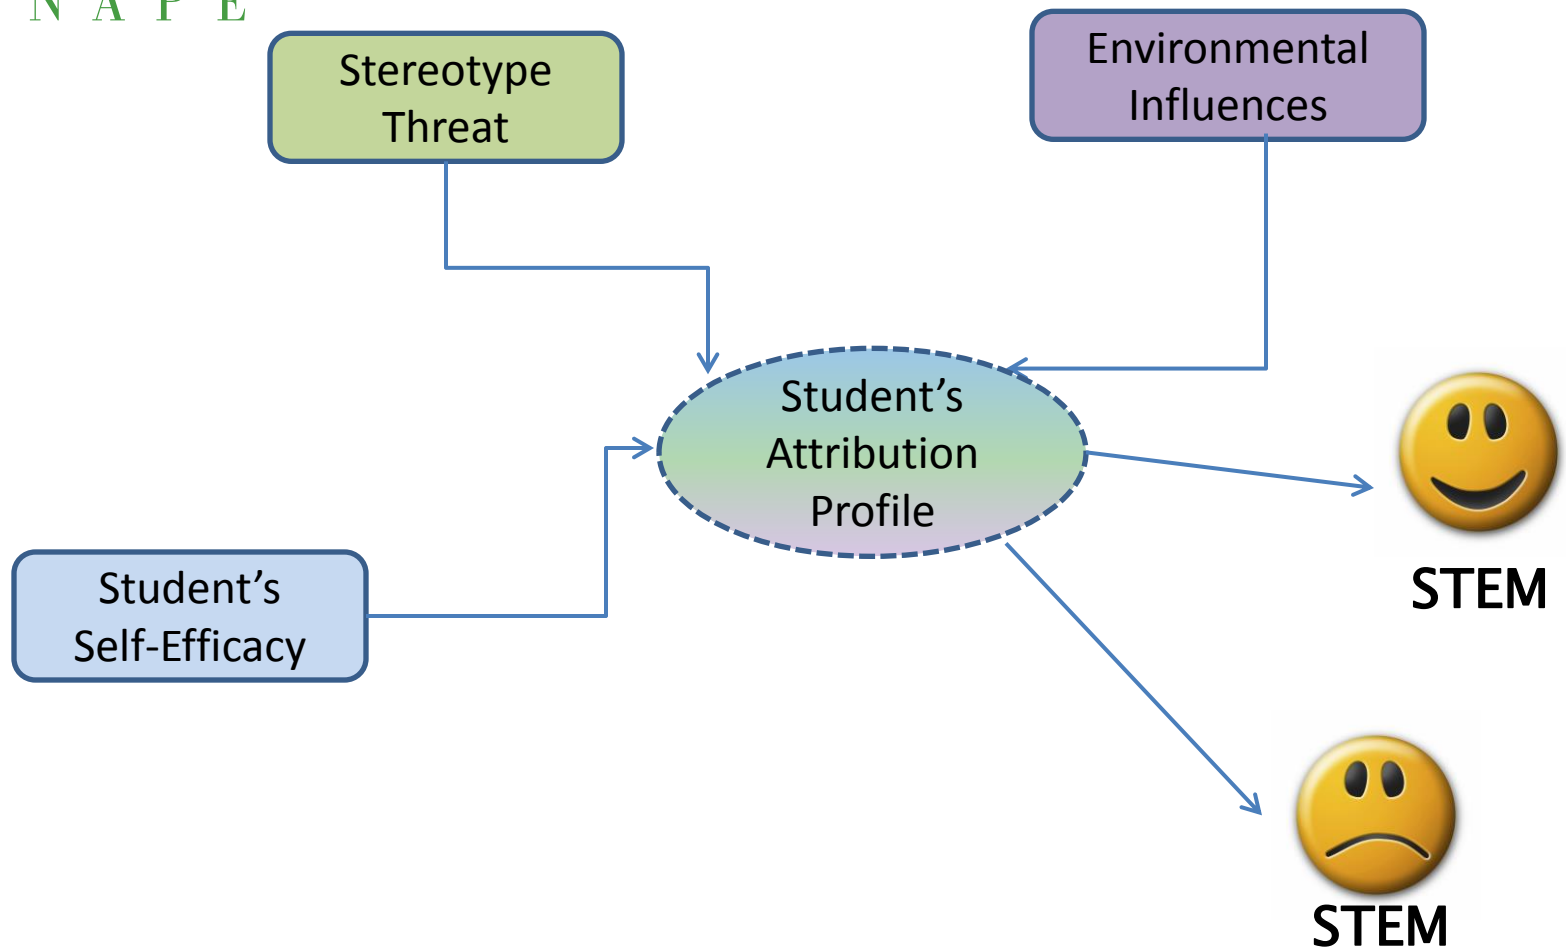 N A P E
Stereotype
Threat
Environmental
Influences
Student’s
Attribution
Profile
Student’s
Self-Efficacy
STEM
STEM